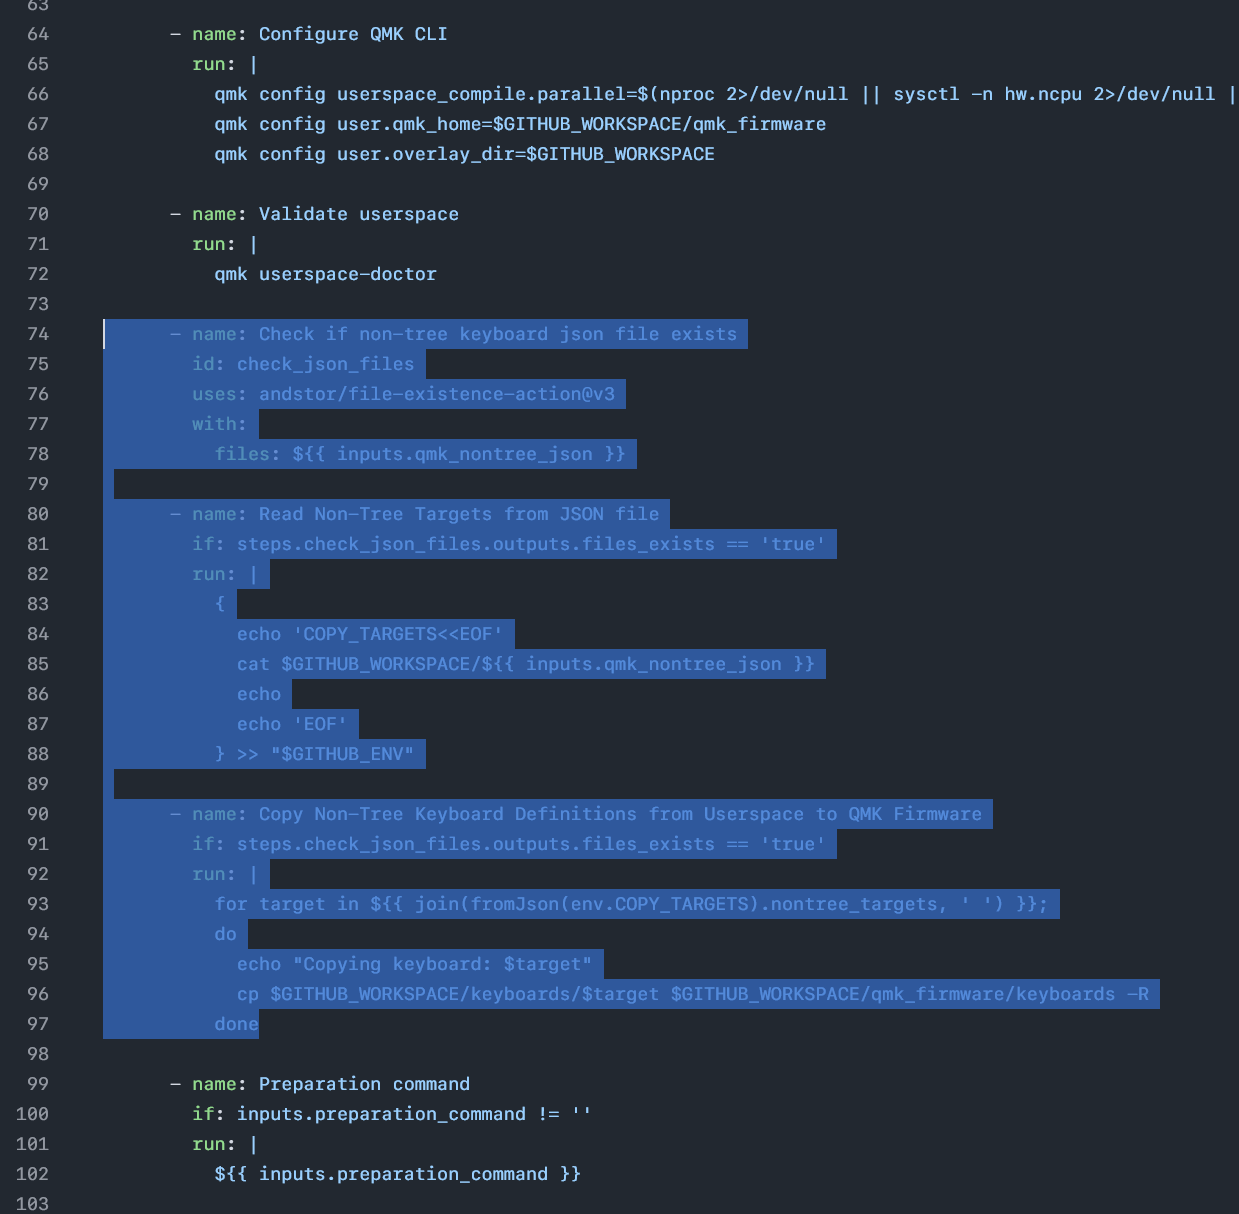 63
64 - name: Configure QMK CLI
65 run: |
66 qmk config userspace_compile.parallel=$(nproc 2>/dev/null || sysctl -n hw.ncpu 2>/dev/null |
67 qmk config user.qmk_home=$GITHUB_WORKSPACE/qmk_firmware
68 qmk config user.overlay_dir=$GITHUB_WORKSPACE
69
70 - name: Validate userspace
71 run: |
72 qmk userspace-doctor
73
74 - name: Check if non-tree keyboard json file exists
75 id: check_json_files
76 uses: andstor/file-existence-action@v3
77 with:
78 files: ${{ inputs.qmk_nontree_json }}
79
80 - name: Read Non-Tree Targets from JSON file
81 if: steps.check_json_files.outputs.files_exists == 'true'
82 run: |
83 {
84 echo 'COPY_TARGETS<<EOF'
85 cat $GITHUB_WORKSPACE/${{ inputs.qmk_nontree_json }}
86 echo
87 echo 'EOF'
88 } >> "$GITHUB_ENV"
89
90 - name: Copy Non-Tree Keyboard Definitions from Userspace to QMK Firmware
91 if: steps.check_json_files.outputs.files_exists == 'true'
92 run: |
93 for target in ${{ join(fromJson(env.COPY_TARGETS).nontree_targets, ' ') }};
94 do
95 echo "Copying keyboard: $target"
96 cp $GITHUB_WORKSPACE/keyboards/$target $GITHUB_WORKSPACE/qmk_firmware/keyboards -R
97 done
98
99 - name: Preparation command
100 if: inputs.preparation_command != ''
101 run: |
102 ${{ inputs.preparation_command }}
103